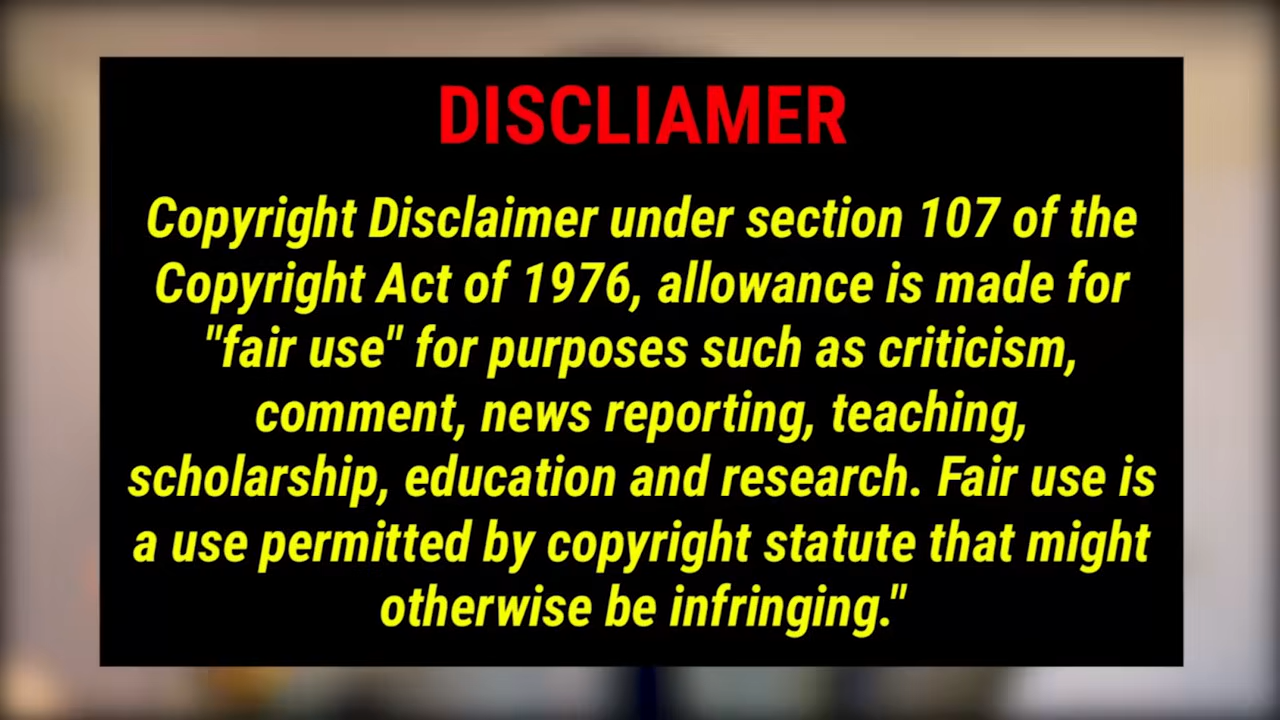 DISCLIAMER
Copyright Disclaimer under section 107 of the
Copyright Act of 1976, allowance is made for
"fair use" for purposes such as criticism,
comment, news reporting, teaching,
scholarship, education and research. Fair use is
a use permitted by copyright statute that might
otherwise be infringing."